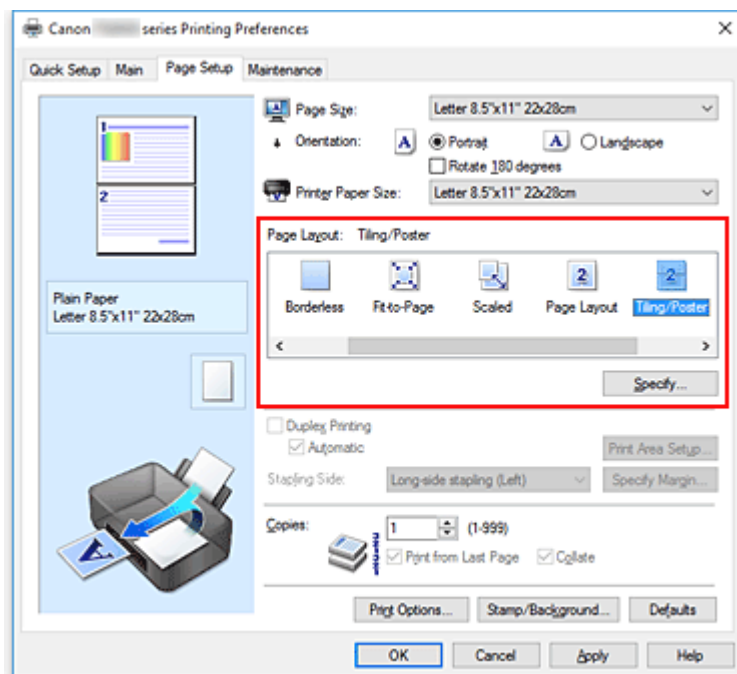 Canon series Printing Preferences
Quick Setup Main Page Setup Maintenance
1
2
Plain Paper
Letter 8.5"x11" 22x28cm
Page Size: Letter 8.5"x11" 22x28cm
Orientation: A Portrait A Landscape
Rotate 180 degrees
Printer Paper Size: Letter 8.5"x11" 22x28cm
Page Layout: Tiling/Poster
2 2
Borderless Fit-to-Page Scaled Page Layout Tiling/Poster
Specify...
Duplex Printing
Automatic Print Area Setup...
Stapling Side: Long-side stapling (Left) Specify Margin...
Copies: 1 (1-999)
Print from Last Page Collate
A
Print Options... Stamp/Background... Defaults
OK Cancel Apply Help